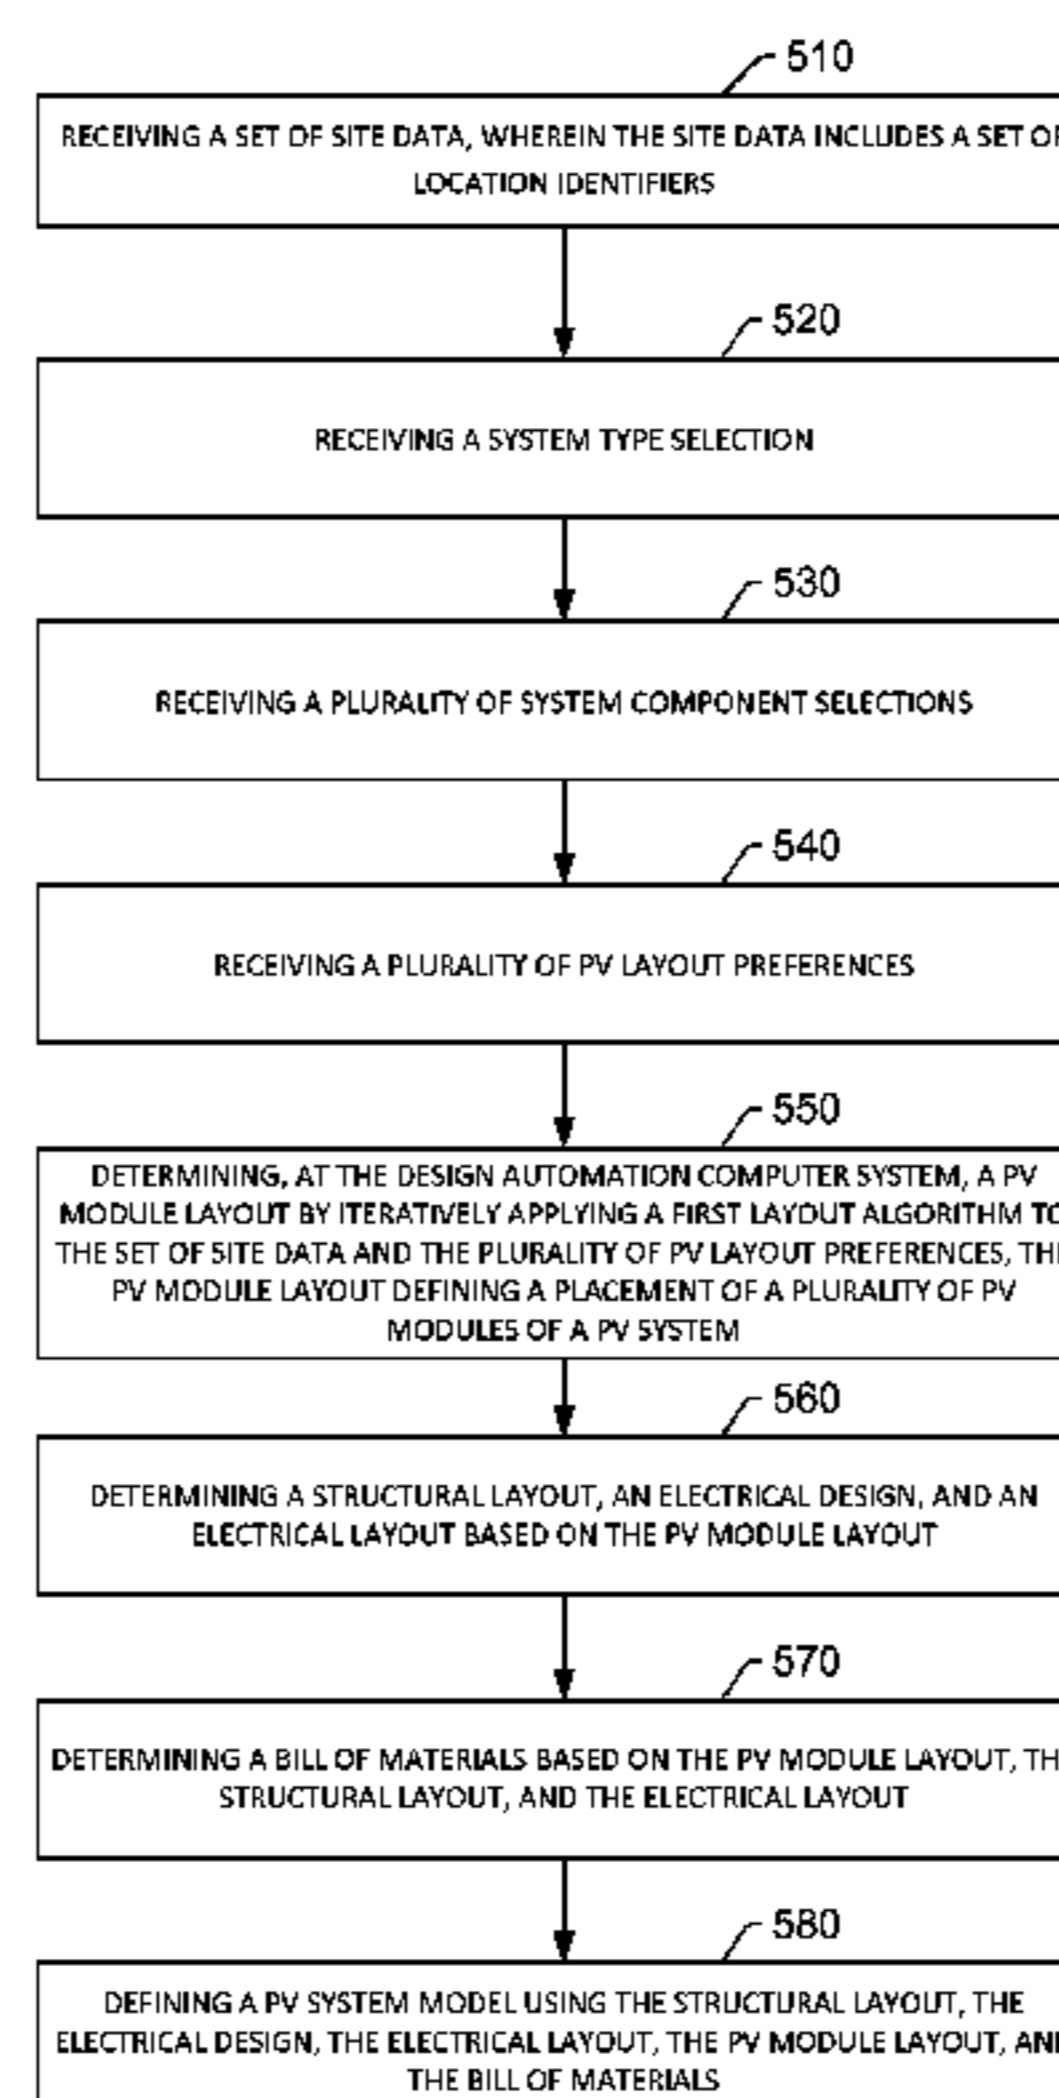 510
RECEIVING A SET OF SITE DATA, WHEREIN THE SITE DATA INCLUDES A SET OF
LOCATION IDENTIFIERS
520
RECEIVING A SYSTEM TYPE SELECTION
530
RECEIVING A PLURALITY OF SYSTEM COMPONENT SELECTIONS
540
RECEIVING A PLURALITY OF PV LAYOUT PREFERENCES
550
DETERMINING, AT THE DESIGN AUTOMATION COMPUTER SYSTEM, A PV
MODULE LAYOUT BY ITERATIVELY APPLYING A FIRST LAYOUT ALGORITHM TO
THE SET OF SITE DATA AND THE PLURALITY OF PV LAYOUT PREFERENCES, THE
PV MODULE LAYOUT DEFINING A PLACEMENT OF A PLURALITY OF PV
MODULES OF A PV SYSTEM
560
DETERMINING A STRUCTURAL LAYOUT, AN ELECTRICAL DESIGN, AND AN
ELECTRICAL LAYOUT BASED ON THE PV MODULE LAYOUT
570
DETERMINING A BILL OF MATERIALS BASED ON THE PV MODULE LAYOUT, TH
STRUCTURAL LAYOUT, AND THE ELECTRICAL LAYOUT
580
DEFINING A PV SYSTEM MODEL USING THE STRUCTURAL LAYOUT, THE
ELECTRICAL DESIGN, THE ELECTRICAL LAYOUT, THE PV MODULE LAYOUT, AND
THE BILL OF MATERIALS